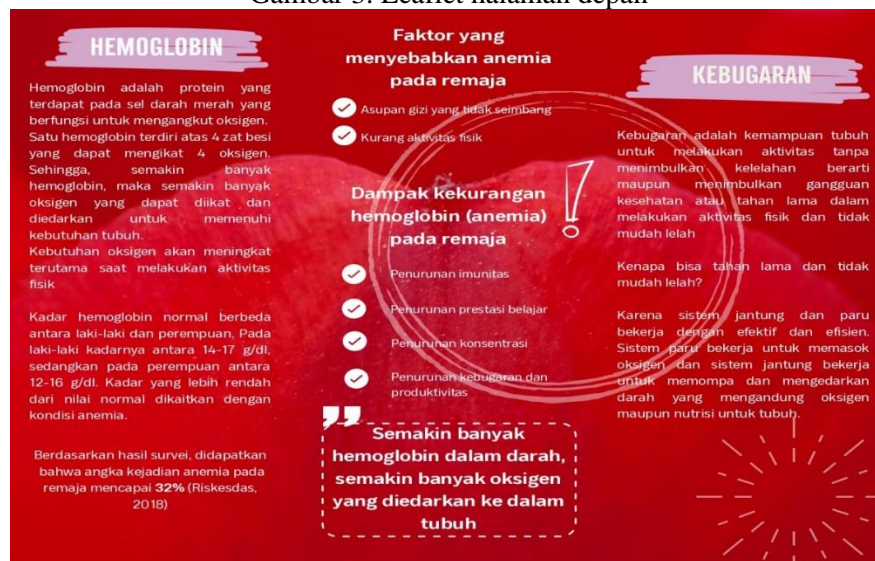 Gambar 3. Leaflet halaman depan
HEMOGLOBIN
Hemoglobin adalah protein yang
terdapat pada sel darah merah yang
berfungsi untuk mengangkut oksigen.
Satu hemoglobin terdiri atas 4 zat besi
yang dapat mengikat 4 oksigen.
Sehingga, semakin banyak
hemoglobin, maka semakin banyak
oksigen yang dapat diikat dan
diedarkan untuk memenuhi
kebutuhan tubuh.
Kebutuhan oksigen akan meningkat
terutama saat melakukan aktivitas
fisik
Kadar hemoglobin normal berbeda
antara laki-laki dan perempuan. Pada
laki-laki kadarnya antara 14-17 g/dl,
sedangkan pada perempuan antara
12-16 g/dl. Kadar yang lebih rendah
dari nilai normal dikaitkan dengan
kondisi anemia.
Berdasarkan hasil survei, didapatkan
bahwa angka kejadian anemia pada
remaja mencapai 32% (Riskesdas,
2018)
Faktor yang
menyebabkan anemia
pada remaja
Asupan gizi yang tidak seimbang
Kurang aktivitas fisik
Dampak kekurangan
hemoglobin (anemia)
pada remaja
!
Penurunan imunitas
Penurunan prestasi belajar
Penurunan konsentrasi
Penurunan kebugaran dan
produktivitas
Semakin banyak
hemoglobin dalam darah,
semakin banyak oksigen
yang diedarkan ke dalam
tubuh
KEBUGARAN
Kebugaran adalah kemampuan tubuh
untuk melakukan aktivitas tanpa
menimbulkan kelelahan berarti
maupun menimbulkan gangguan
kesehatan atau tahan lama dalam
melakukan aktivitas fisik dan tidak
mudah lelah
Kenapa bisa tahan lama dan tidak
mudah lelah?
Karena sistem jantung dan paru
bekerja dengan efektif dan efisien.
Sistem paru bekerja untuk memasok
oksigen dan sistem jantung bekerja
untuk memompa dan mengedarkan
darah yang mengandung oksigen
maupun nutrisi untuk tubuh.